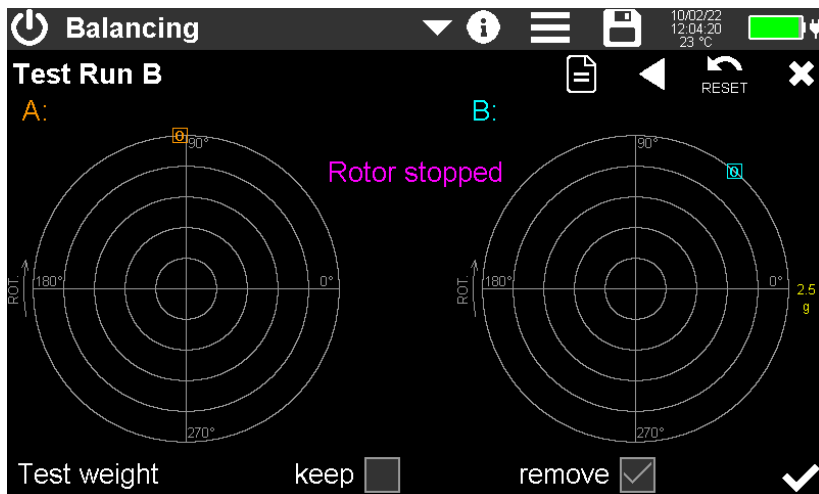 Balancing
i
10/02/22
12:04:20
23 °C
Test Run B
RESET
A:
B:
0
90°
90°
0
Rotor stopped
ROT.
180°
0°
ROT.
180°
0°
2.5
g
270°
270°
Test weight
keep
remove